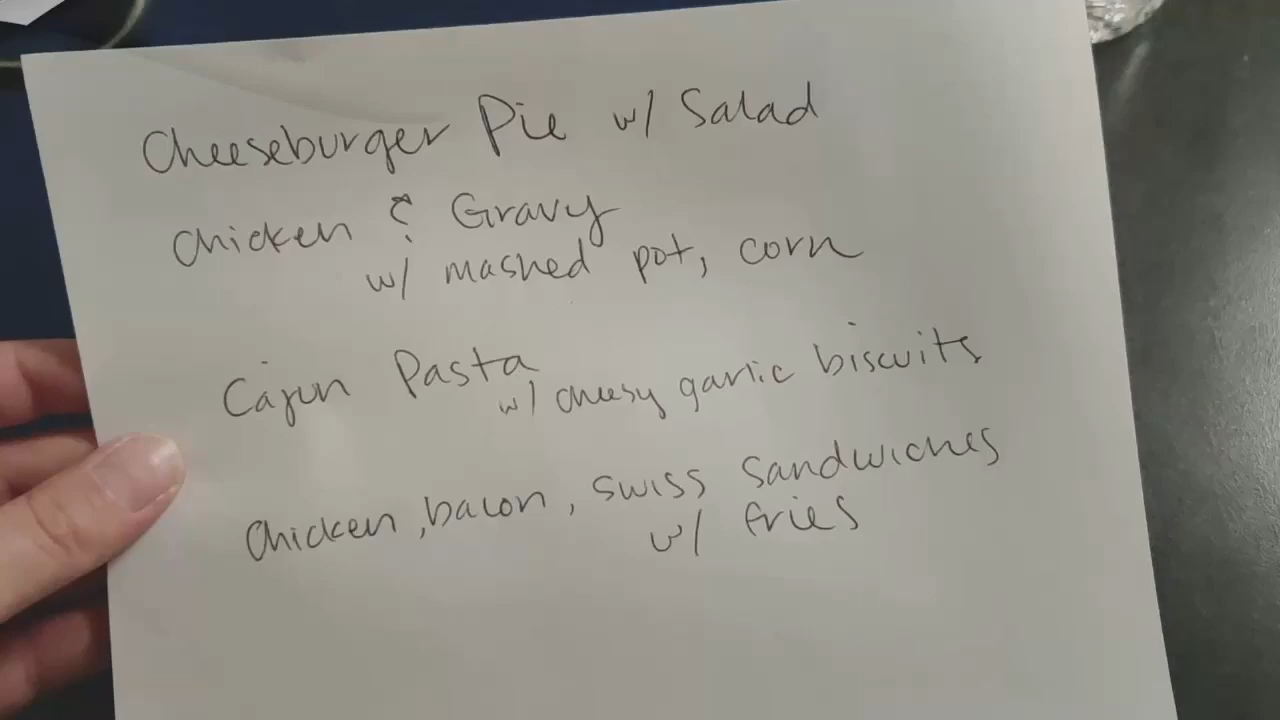 Cheeseburger Pie w/ Salad
Chicken & Gravy
w/ mashed pot, corn
Cajun Pasta
w/ cheesy garlic biscuits
Chicken, bacon, swiss sandwiches
w/ fries